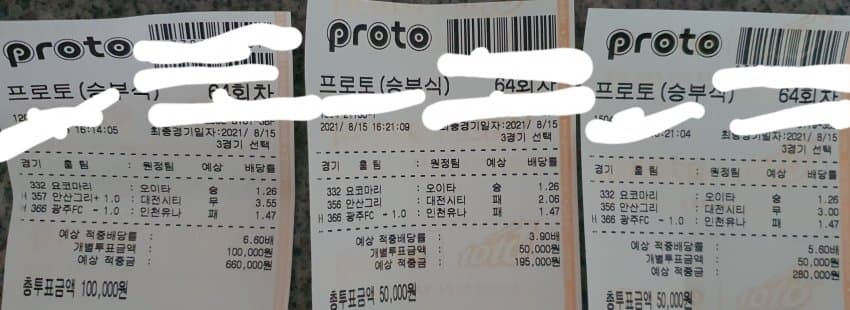 proto
프로토(승부식) 64회차
16:14:05 최종경기일자:2021/ 8/15
3경기 선택
경기 홈팀 : 원정팀 예상 배당률
332 요코마리 : 오이타 승 1.26
H 357 안산그리+ 1.0 : 대전시티 무 3.55
H 366 광주FC - 1.0 : 인천유나 패 1.47
예상 적중배당률 : 6.60배
개별투표금액 : 100,000원
예상 적중금 : 660,000원
총투표금액 100,000원
proto
프로토(승부식) 64회차
2021/ 8/15 16:21:09 최종경기일자:2021/ 8/15
3경기 선택
경기 홈팀 : 원정팀 예상 배당률
332 요코마리 : 오이타 승 1.26
356 안산그리 : 대전시티 패 2.06
H 366 광주FC - 1.0 : 인천유나 패 1.47
예상 적중배당률 : 3.90배
개별투표금액 : 50,000원
예상 적중금 : 195,000원
총투표금액 50,000원
proto
프로토(승부식) 64회차
:21:04 최종경기일자:2021/ 8/15
3경기 선택
경기 홈팀 : 원정팀 예상 배당률
332 요코마리 : 오이타 승 1.26
356 안산그리 : 대전시티 무 3.00
H 366 광주FC - 1.0 : 인천유나 패 1.47
예상 적중배당률 : 5.60배
개별투표금액 : 50,000원
예상 적중금 : 280,000원
총투표금액 50,000원